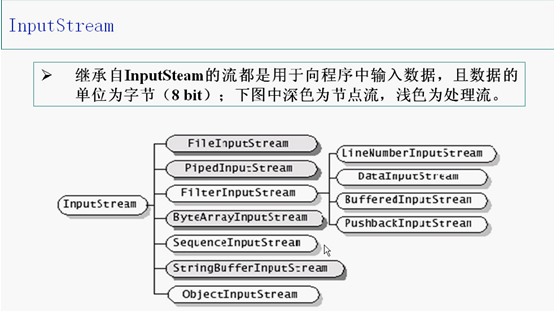 InputStream
➢ 继承自InputSteam的流都是用于向程序中输入数据，且数据的
单位为字节（8 bit）；下图中深色为节点流，浅色为处理流。
FileInputStream
PipedInputStream
FilterInputStream
InputStream
ByteArrayInputStream
SequenceInputStream
StringBufferInputStream
ObjectInputStream
LineNumberInputStream
DataInputStream
BufferedInputStream
PushbackInputStream